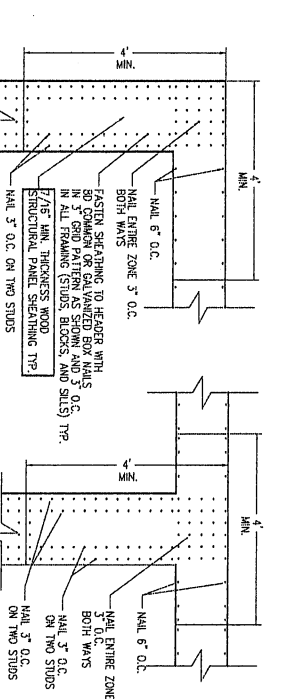 4'
MIN.
4'
MIN.
NAIL 6" O.C.
NAIL ENTIRE ZONE 3" O.C.
BOTH WAYS
FASTEN SHEATHING TO HEADER WITH
8D COMMON OR GALVANIZED BOX NAILS
IN 3" GRID PATTERN AS SHOWN AND 3" O.C.
IN ALL FRAMING (STUDS, BLOCKS, AND SILLS) TYP.
7/16" MIN. THICKNESS WOOD
STRUCTURAL PANEL SHEATHING TYP.
NAIL 3" O.C. ON TWO STUDS
4'
MIN.
4'
MIN.
NAIL 6" O.C.
NAIL ENTIRE ZONE
3" O.C.
BOTH WAYS
NAIL 3" O.C.
ON TWO STUDS
NAIL 3" O.C.
ON TWO STUDS